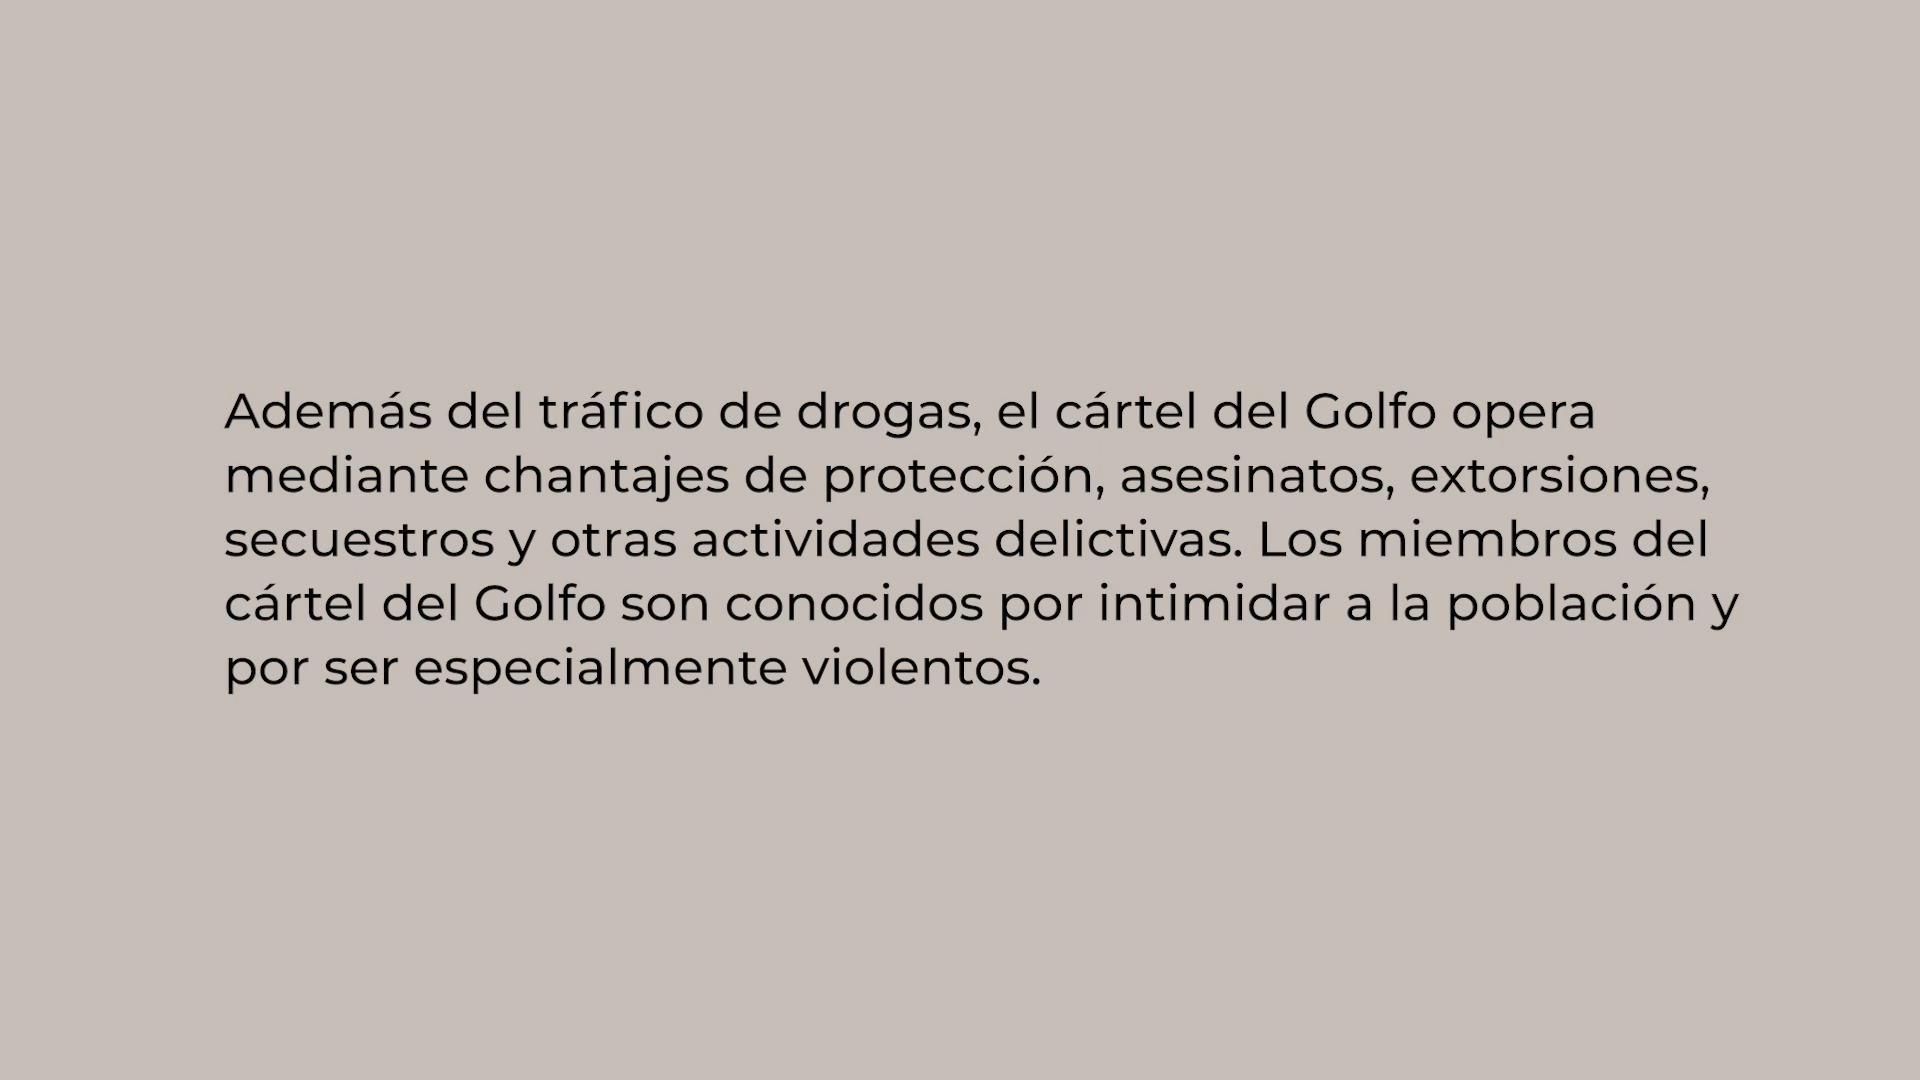 Además del tráfico de drogas, el cártel del Golfo opera
mediante chantajes de protección, asesinatos, extorsiones,
secuestros y otras actividades delictivas. Los miembros del
cártel del Golfo son conocidos por intimidar a la población y
por ser especialmente violentos.